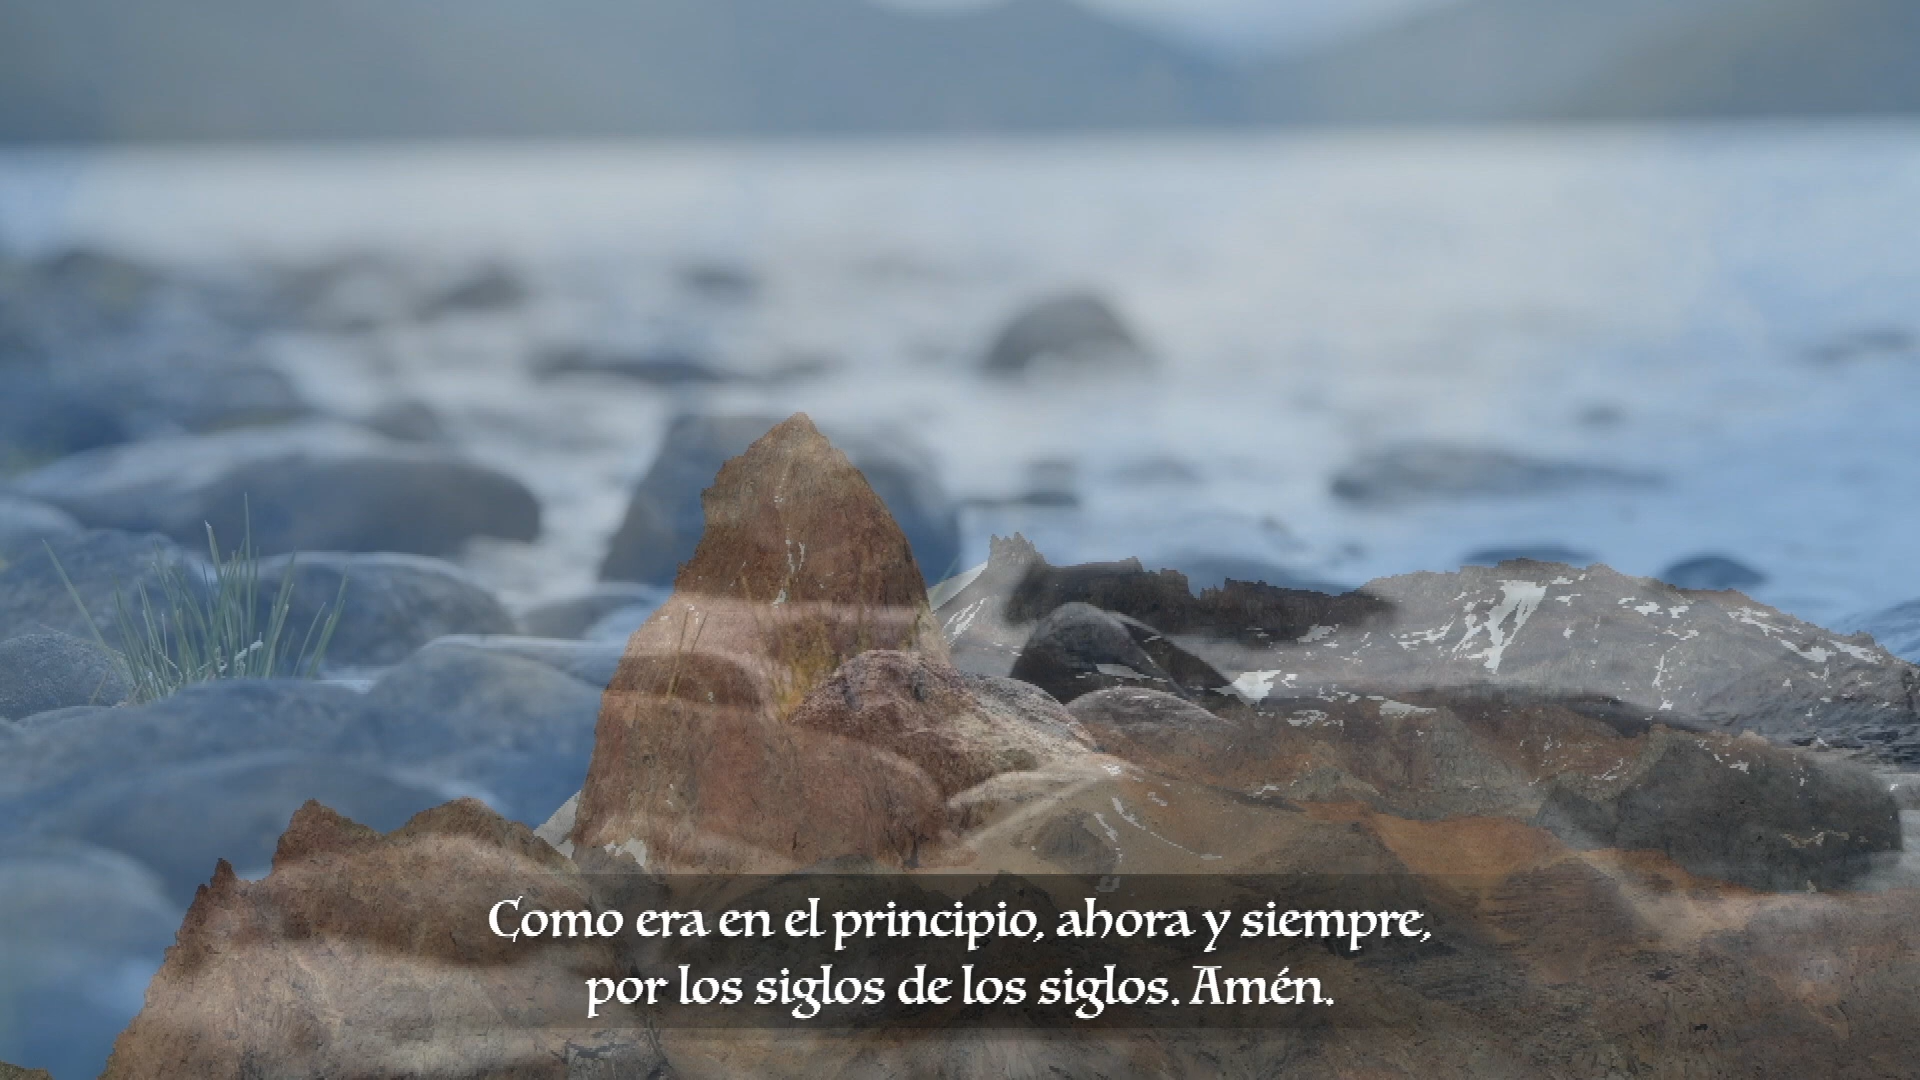 Como era en el principio, ahora y siempre,
por los siglos de los siglos. Amén.